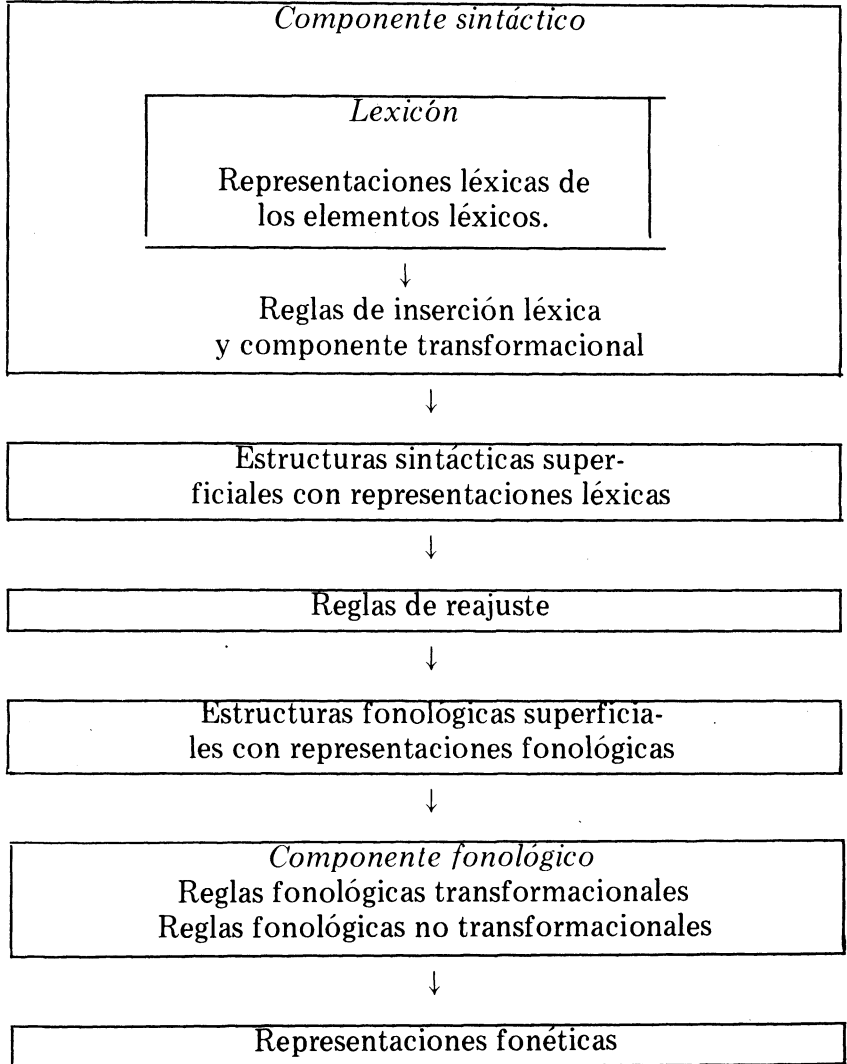 Componente sintáctico
Lexicón
Representaciones léxicas de
los elementos léxicos.
↓
Reglas de inserción léxica
y componente transformacional
↓
Estructuras sintácticas super-
ficiales con representaciones léxicas
↓
Reglas de reajuste
↓
Estructuras fonológicas superficia-
les con representaciones fonológicas
↓
Componente fonológico
Reglas fonológicas transformacionales
Reglas fonológicas no transformacionales
↓
Representaciones fonéticas